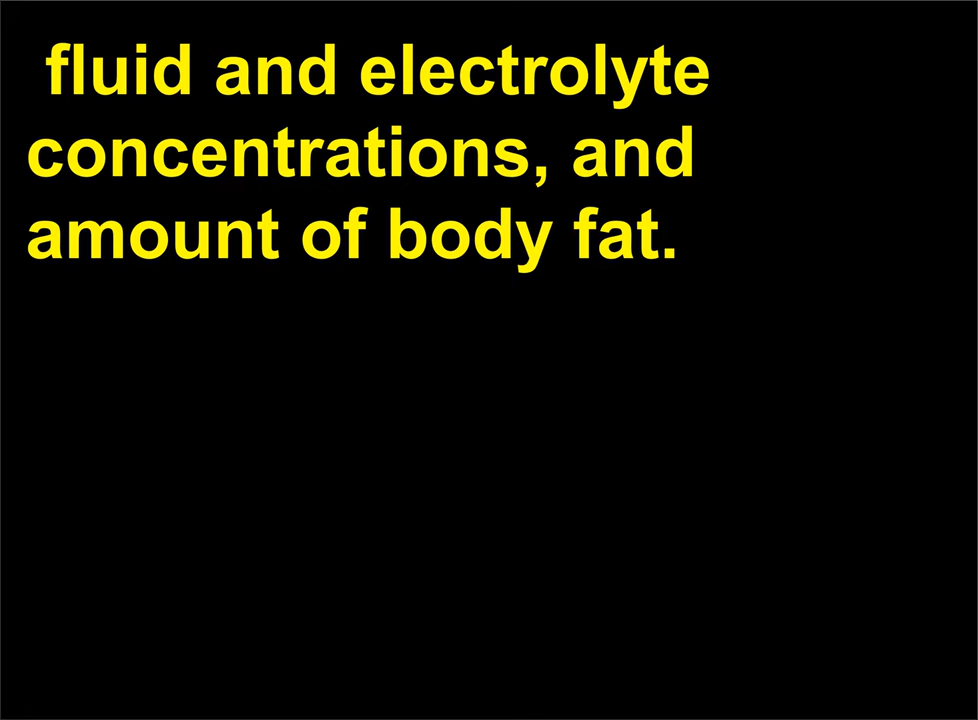 fluid and electrolyte
concentrations, and
amount of body fat.